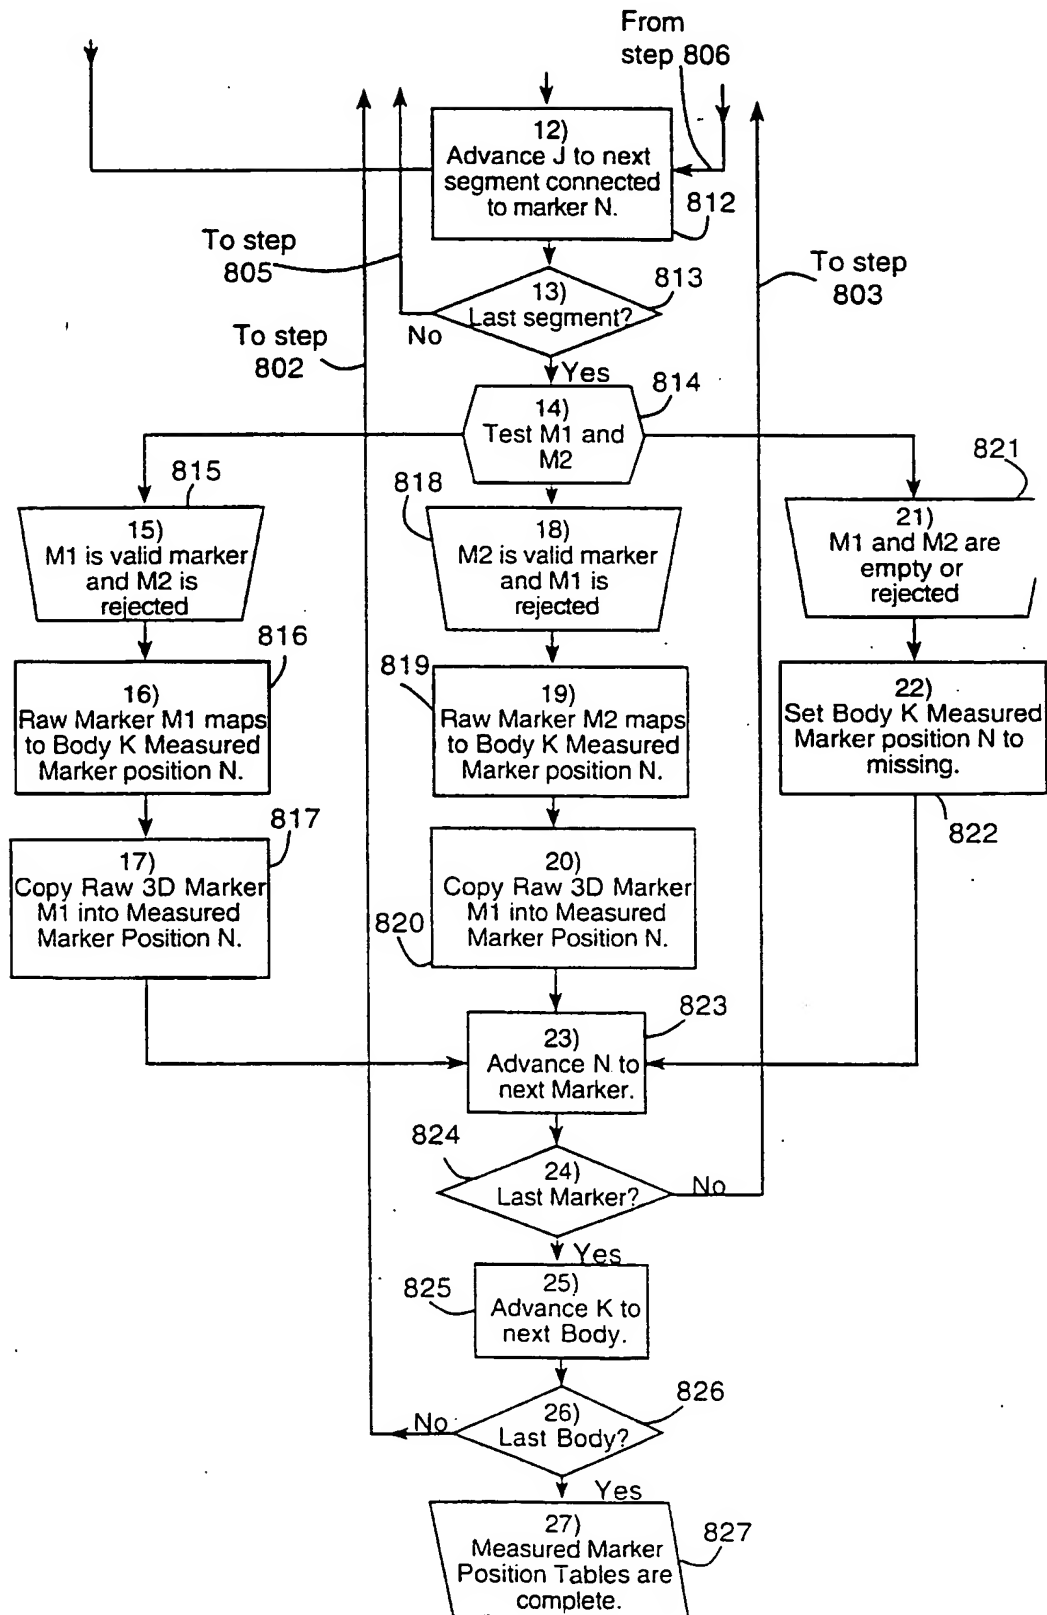 From
step 806
12)
Advance J to next
segment connected
to marker N.
812
To step
805
13)
Last segment?
813
No
To step
803
To step
802
Yes
14)
Test M1 and
M2
814
815
15)
M1 is valid marker
and M2 is
rejected
818
18)
M2 is valid marker
and M1 is
rejected
821
21)
M1 and M2 are
empty or
rejected
816
16)
Raw Marker M1 maps
to Body K Measured
Marker position N.
819
19)
Raw Marker M2 maps
to Body K Measured
Marker position N.
22)
Set Body K Measured
Marker position N to
missing.
822
817
17)
Copy Raw 3D Marker
M1 into Measured
Marker Position N.
20)
Copy Raw 3D Marker
M1 into Measured
Marker Position N.
820
823
23)
Advance N to
next Marker.
824
24)
Last Marker?
No
Yes
825
25)
Advance K to
next Body.
826
26)
Last Body?
No
Yes
27)
Measured Marker
Position Tables are
complete.
827